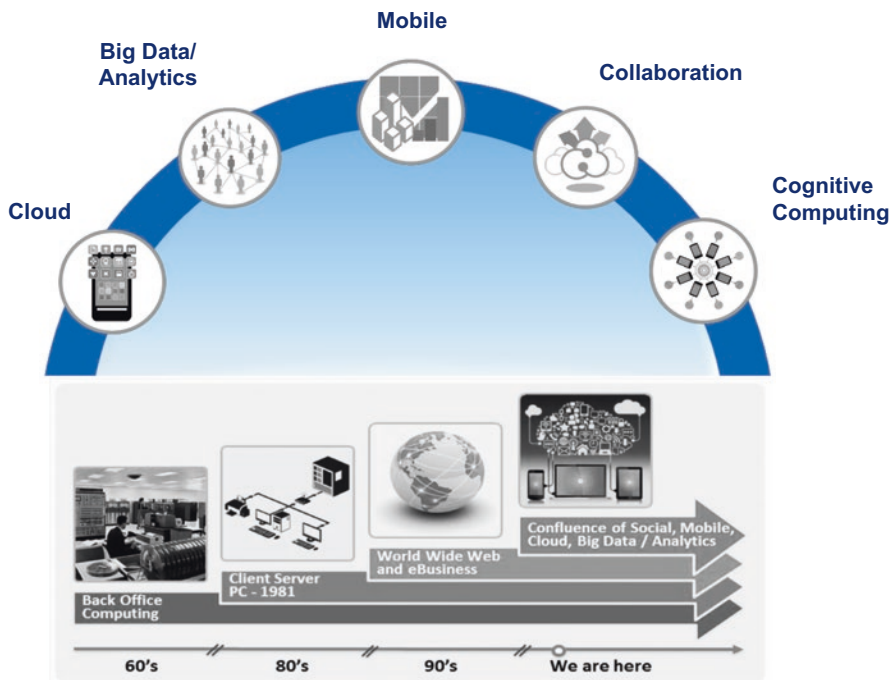 Mobile
Big Data/
Analytics
Collaboration
Cognitive
Computing
Cloud
Confluence of Social, Mobile,
Cloud, Big Data / Analytics
World Wide Web
and eBusiness
Client Server
PC - 1981
Back Office
Computing
60's
80's
90's
We are here